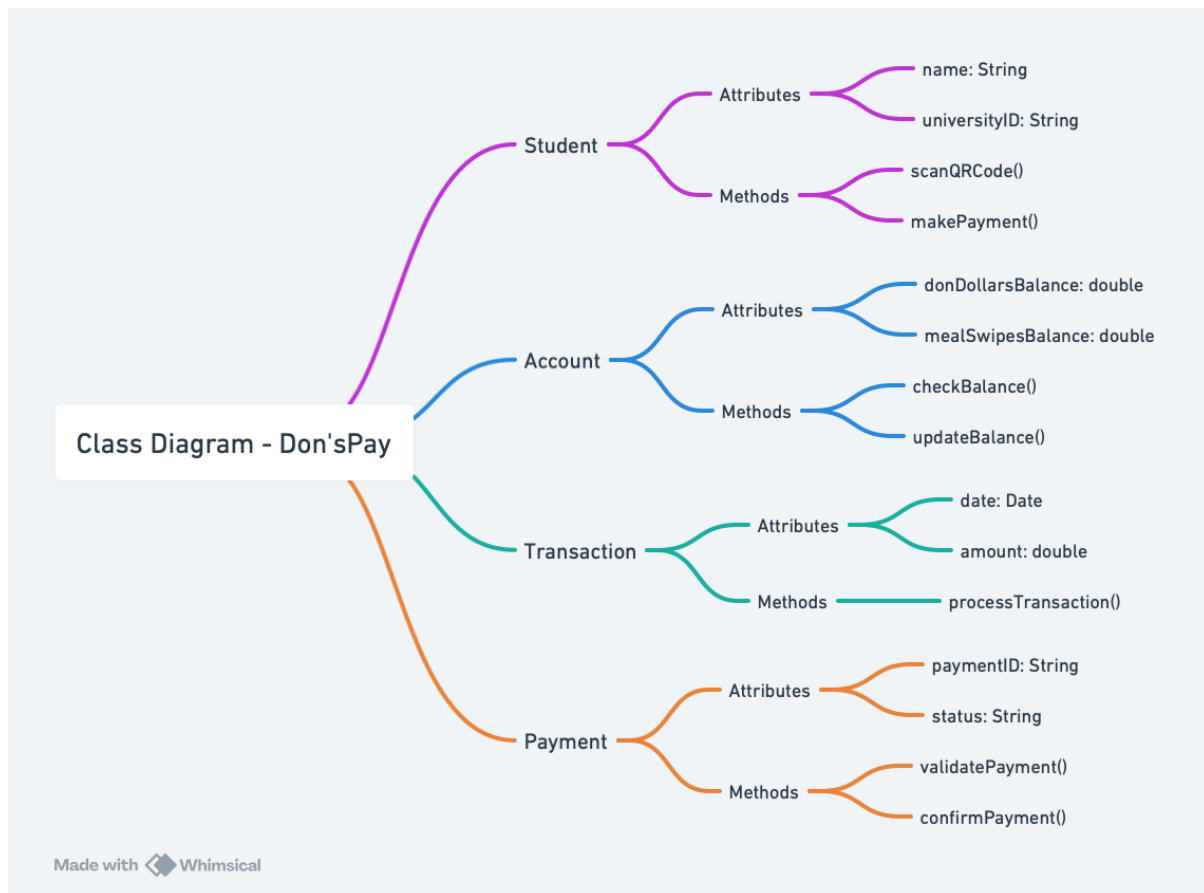 Class Diagram - Don'sPay
Student
Attributes
name: String
universityID: String
Methods
scanQRCode()
makePayment()
Account
Attributes
donDollarsBalance: double
mealSwipesBalance: double
Methods
checkBalance()
updateBalance()
Transaction
Attributes
date: Date
amount: double
Methods
processTransaction()
Payment
Attributes
paymentID: String
status: String
Methods
validatePayment()
confirmPayment()
Made with Whimsical